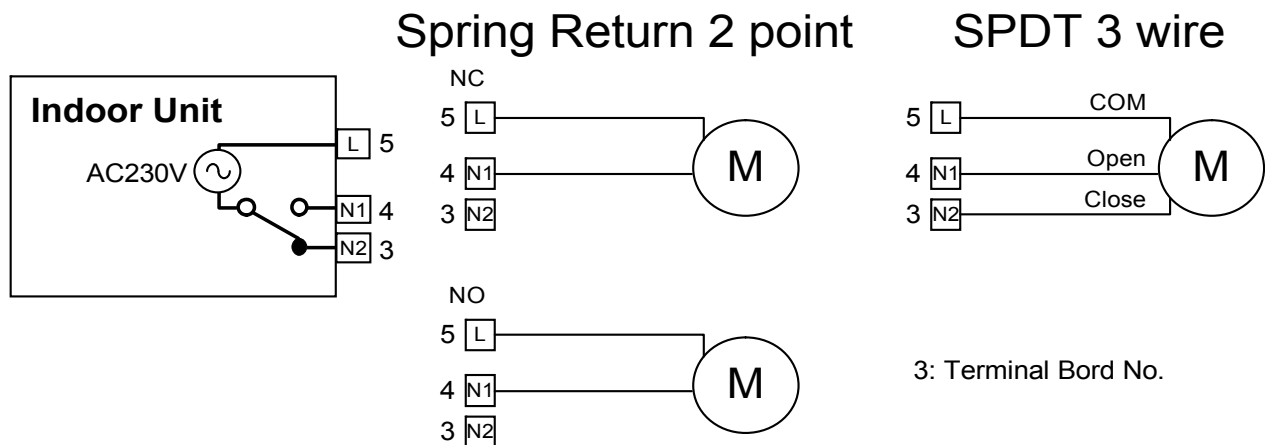 Spring Return 2 point
SPDT 3 wire
Indoor Unit
AC230V
L 5
N1 4
N2 3
NC
5 L
4 N1
3 N2
M
NO
5 L
4 N1
3 N2
M
5 L
4 N1
3 N2
COM
Open
Close
M
3: Terminal Bord No.